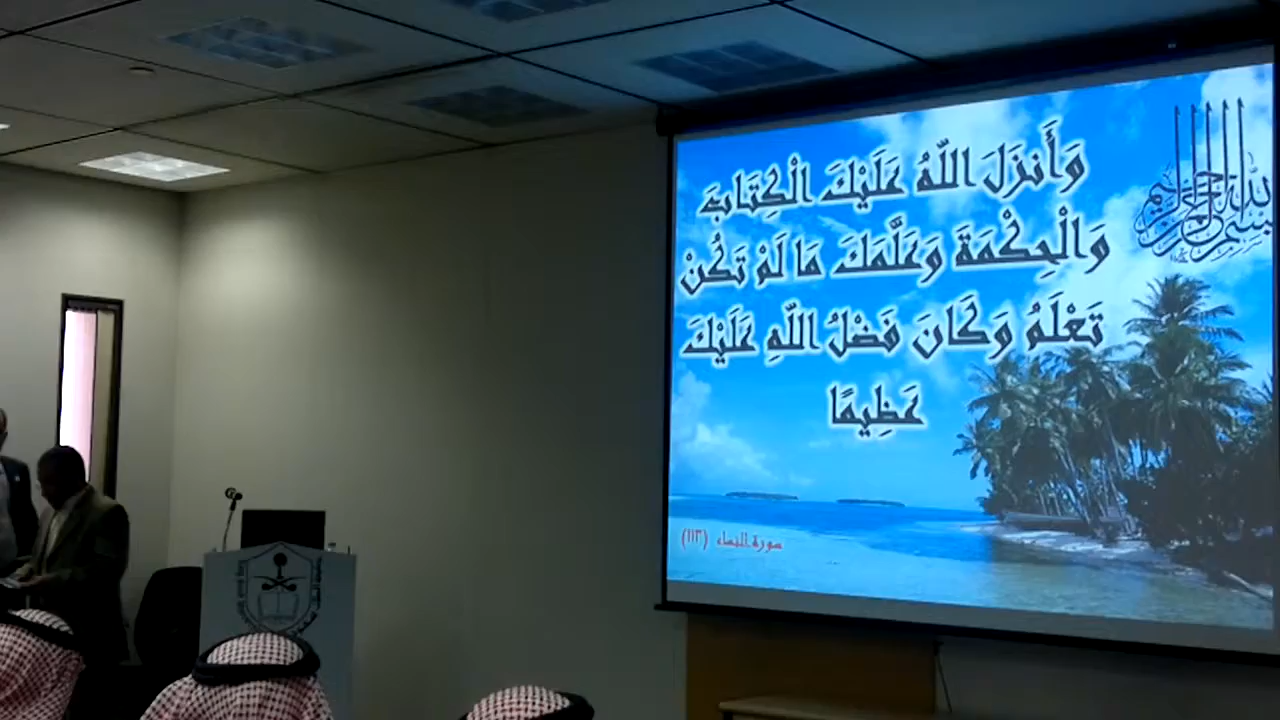 بسم الله الرحمن الرحيم
وَأَنزَلَ اللَّهُ عَلَيْكَ الْكِتَابَ
وَالْحِكْمَةَ وَعَلَّمَكَ مَا لَمْ تَكُنْ
تَعْلَمُ وَكَانَ فَضْلُ اللَّهِ عَلَيْكَ
عَظِيمًا
سورة النساء (١١٣)